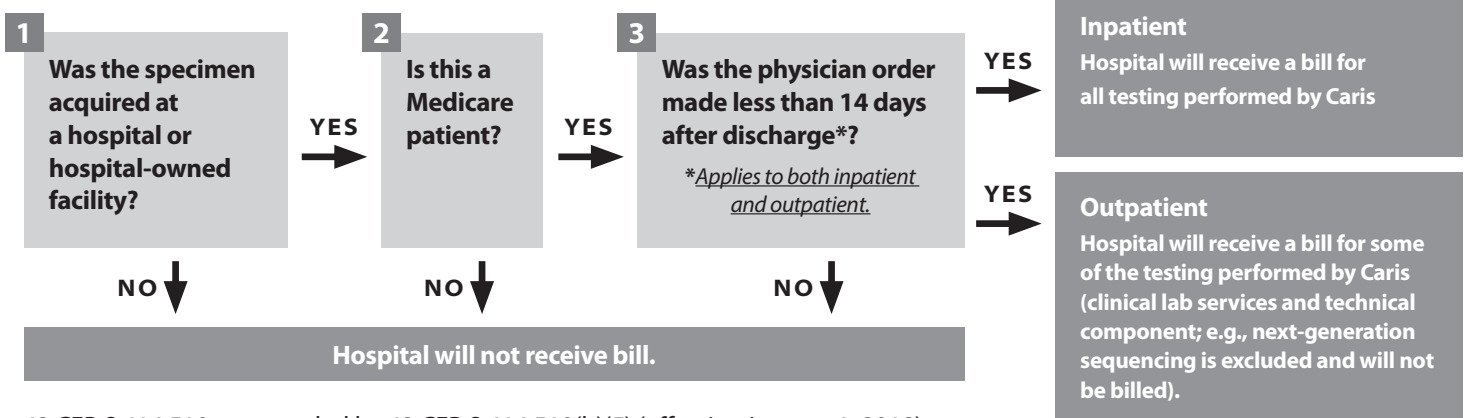 1
Was the specimen
acquired at
a hospital or
hospital-owned
facility?
YES
NO
2
Is this a
Medicare
patient?
YES
NO
3
Was the physician order
made less than 14 days
after discharge*?
*Applies to both inpatient
and outpatient.
YES
YES
NO
Inpatient
Hospital will receive a bill for
all testing performed by Caris
Outpatient
Hospital will receive a bill for some
of the testing performed by Caris
(clinical lab services and technical
component; e.g., next-generation
sequencing is excluded and will not
be billed).
Hospital will not receive bill.